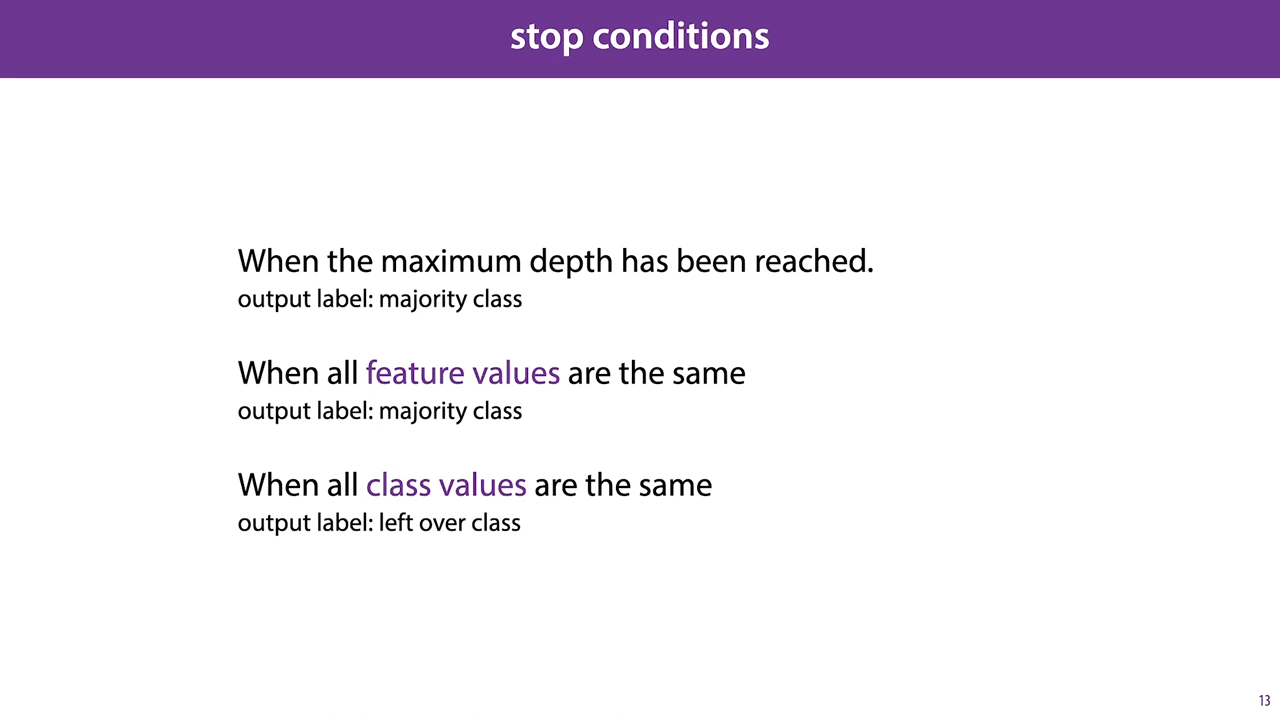 stop conditions
When the maximum depth has been reached.
output label: majority class
When all feature values are the same
output label: majority class
When all class values are the same
output label: left over class
13